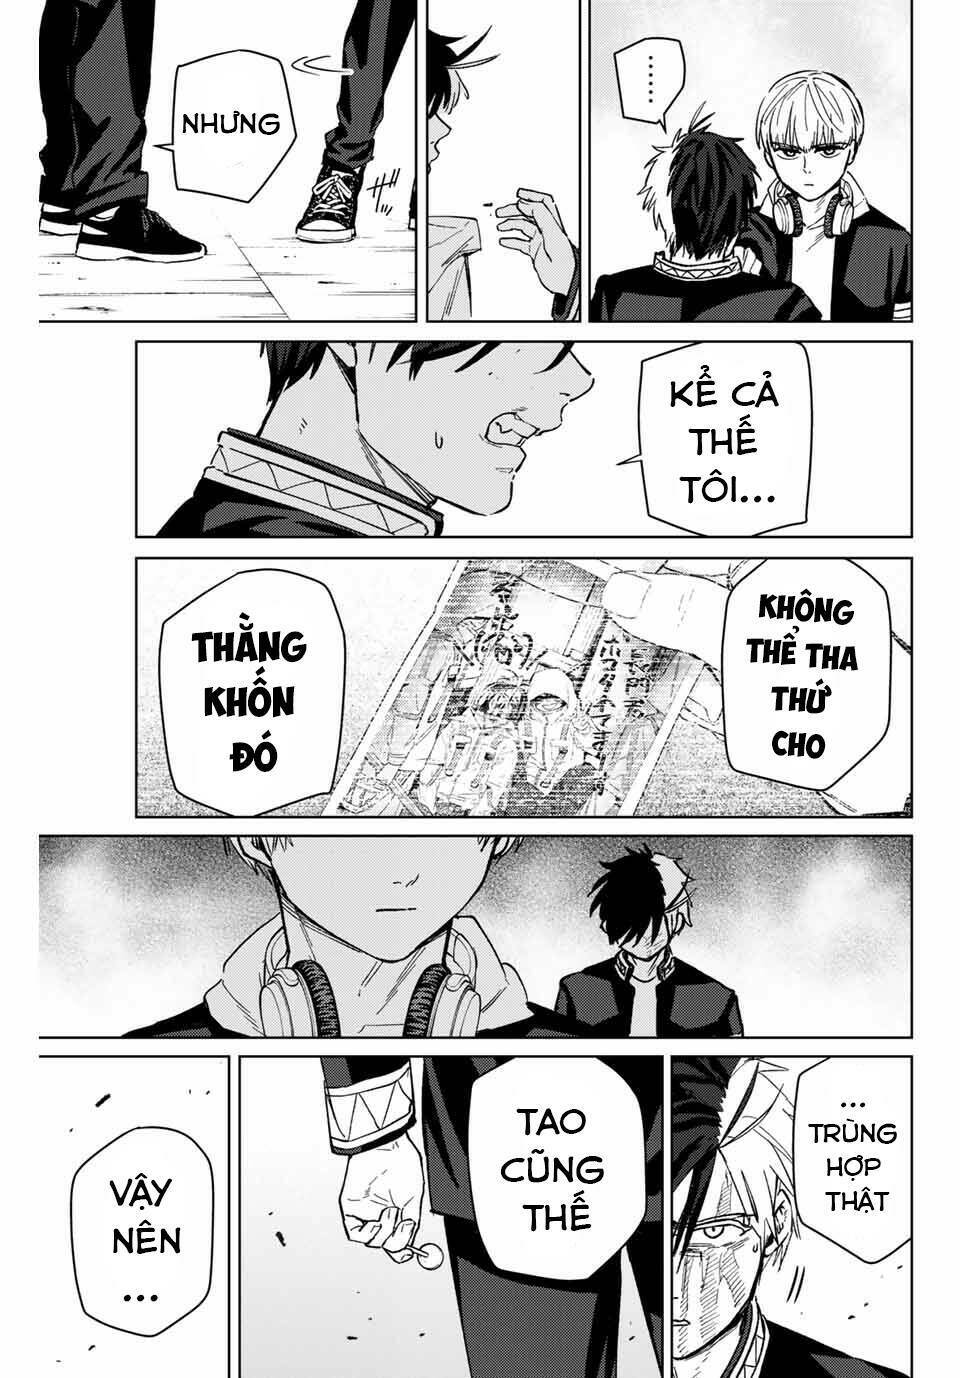 ......
NHƯNG
KỂ CẢ
THẾ
TÔI...
KHÔNG
THỂ THA
THỨ
CHO
THẰNG
KHỐN
ĐÓ
...
TRÙNG
HỢP
THẬT
TAO
CŨNG
THẾ
VẬY
NÊN
...